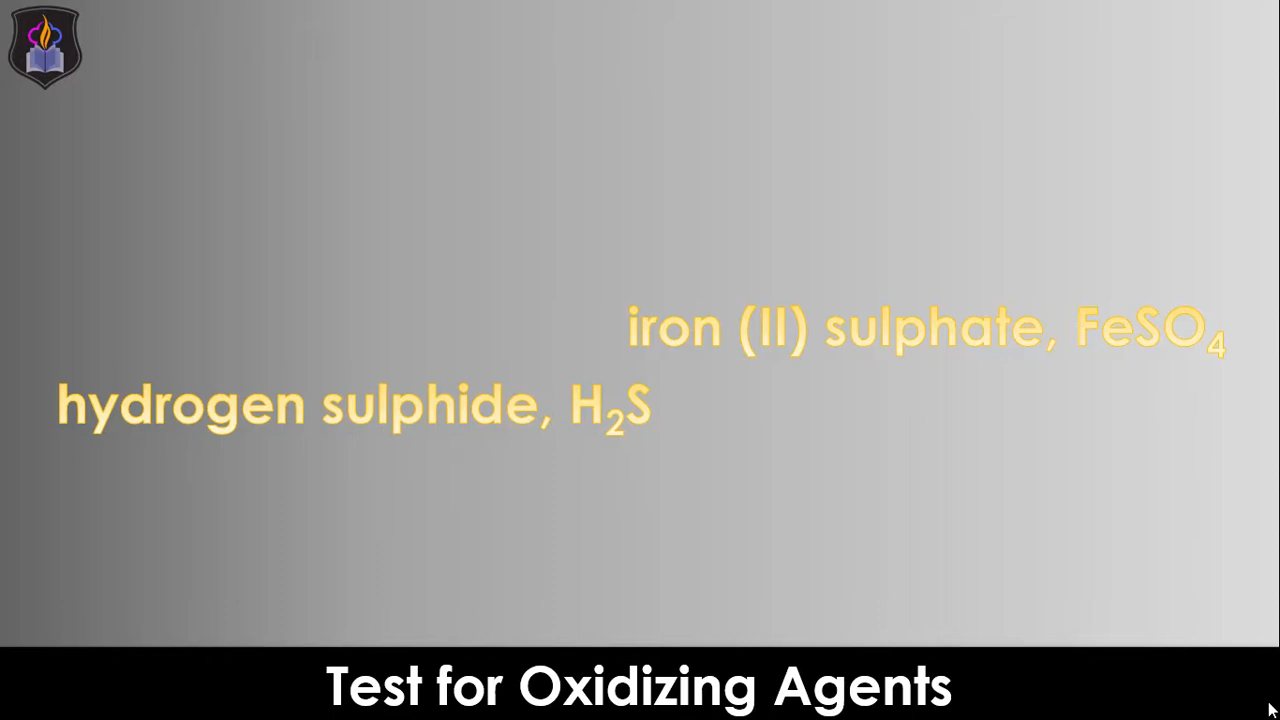 iron (II) sulphate, FeSO₄
hydrogen sulphide, H₂S
Test for Oxidizing Agents